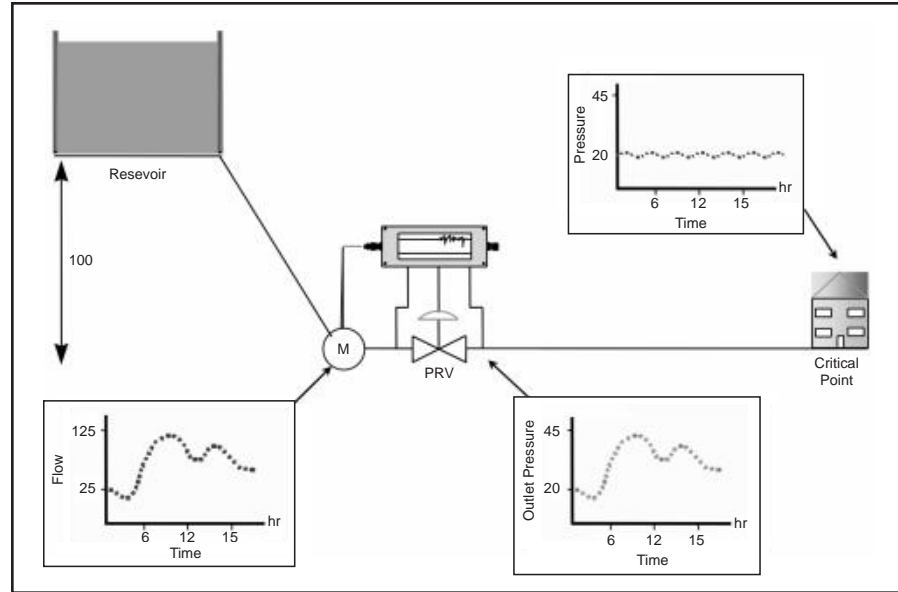 Resevoir
100
M
PRV
Critical
Point
Pressure
45
20
hr
6 12 15
Time
Flow
125
25
hr
6 12 15
Time
Outlet Pressure
45
20
hr
6 12 15
Time